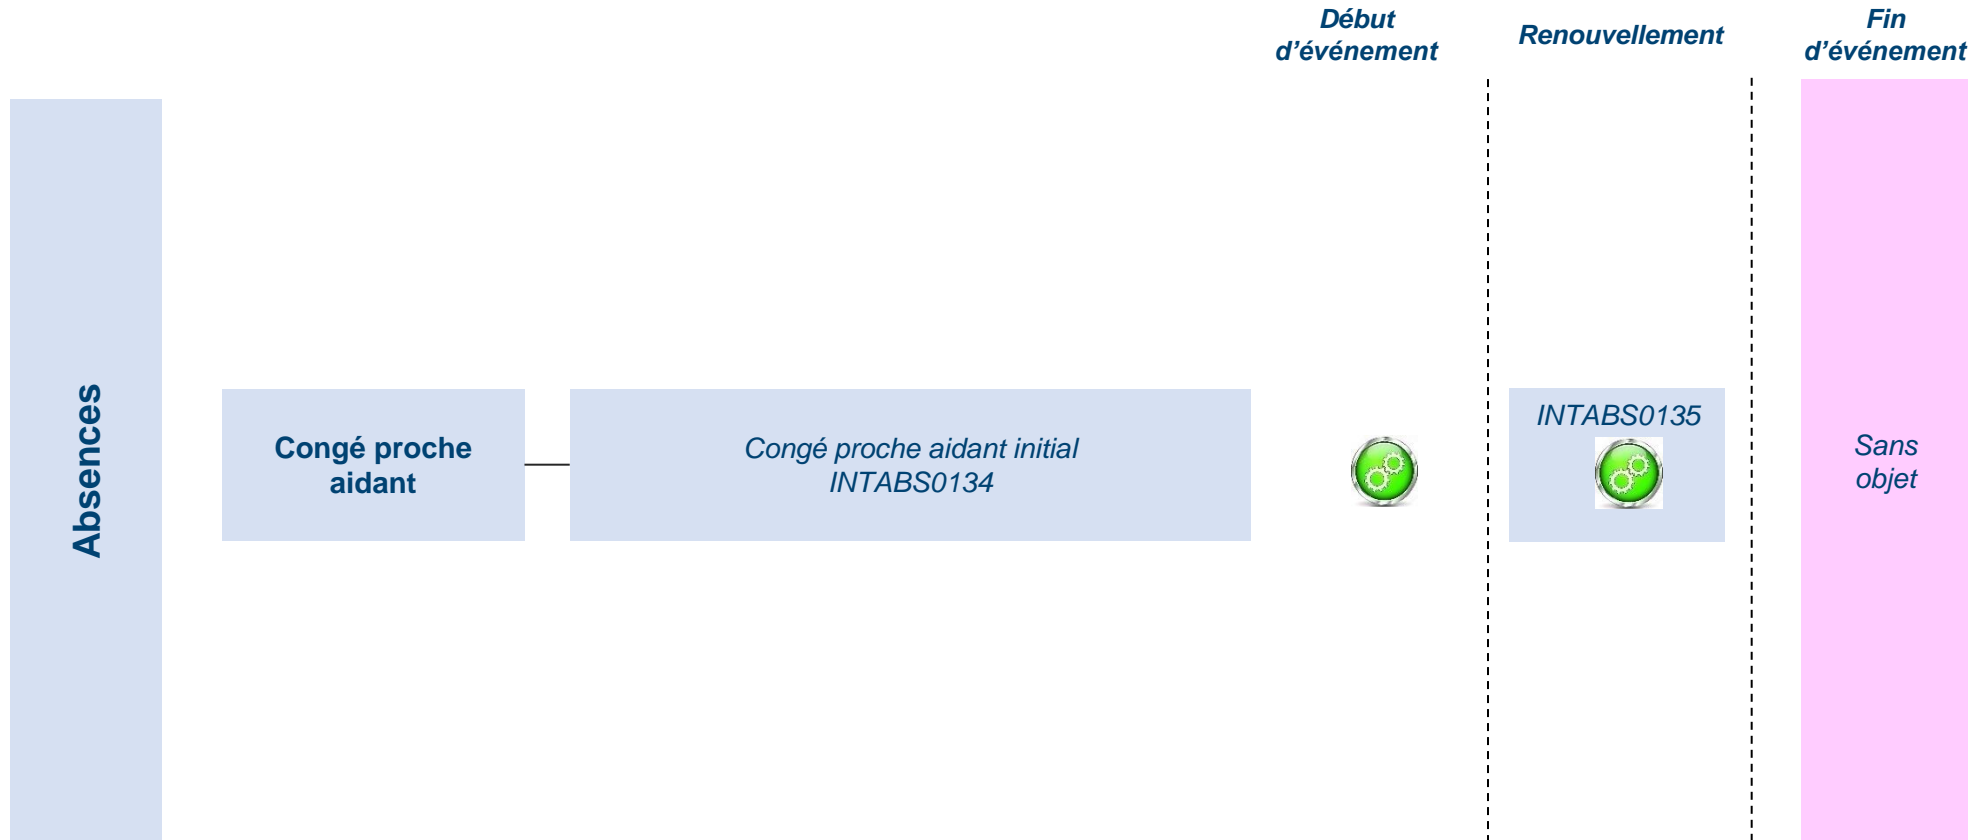 Début
d’événement
Renouvellement
Fin
d’événement
Absences
Congé proche
aidant
Congé proche aidant initial
INTABS0134
INTABS0135
Sans
objet